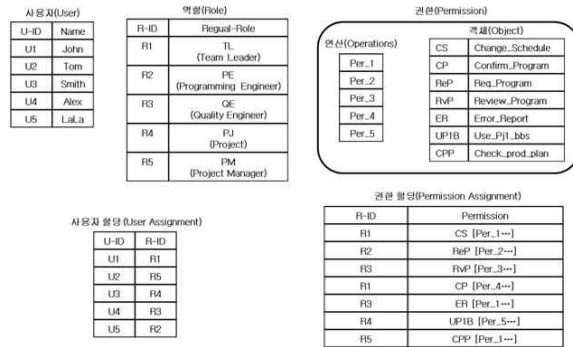 사용자(User)
U-ID Name
U1 John
U2 Tom
U3 Smith
U4 Alex
U5 LaLa
역할(Role)
R-ID Regual-Role
R1 TL
(Team Leader)
R2 PE
(Programming Engineer)
R3 QE
(Quality Engineer)
R4 PJ
(Project)
R5 PM
(Project Manager)
권한(Permission)
연산(Operations)
Per_1
Per_2
Per_3
Per_4
Per_5
객체(Object)
CS Change_Schedule
CP Confirm_Program
ReP Req_Program
RvP Review_Program
ER Error_Report
UP1B Use_Pj1_bbs
CPP Check_prod_plan
사용자 할당(User Assignment)
U-ID R-ID
U1 R1
U2 R5
U3 R4
U4 R3
U5 R2
권한 할당(Permission Assignment)
R-ID Permission
R1 CS [Per_1…]
R2 ReP [Per_2…]
R3 RvP [Per_3…]
R1 CP [Per_4…]
R3 ER [Per_1…]
R4 UP1B [Per_5…]
R5 CPP [Per_1…]